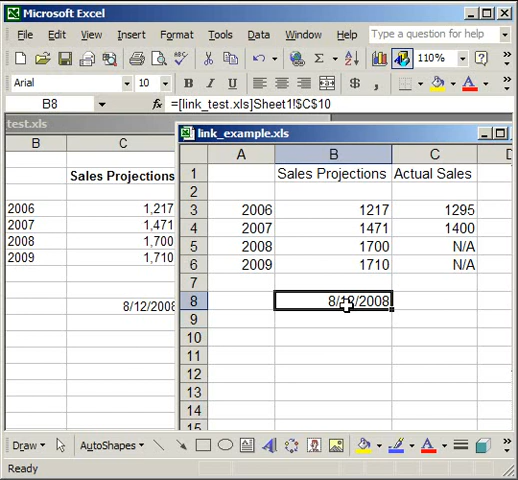 Microsoft Excel
File Edit View Insert Format Tools Data Window Help Type a question for help
110%
Arial 10 B I U $
B8 fx =[link_test.xls]Sheet1!$C$10
test.xls
B C
Sales Projections
2006 1,217
2007 1,471
2008 1,700
2009 1,710
8/12/2008
link_example.xls
A B C D
1 Sales Projections Actual Sales
2
3 2006 1217 1295
4 2007 1471 1400
5 2008 1700 N/A
6 2009 1710 N/A
7
8 8/12/2008
9
10
11
12
13
14
15
Draw AutoShapes A
Ready